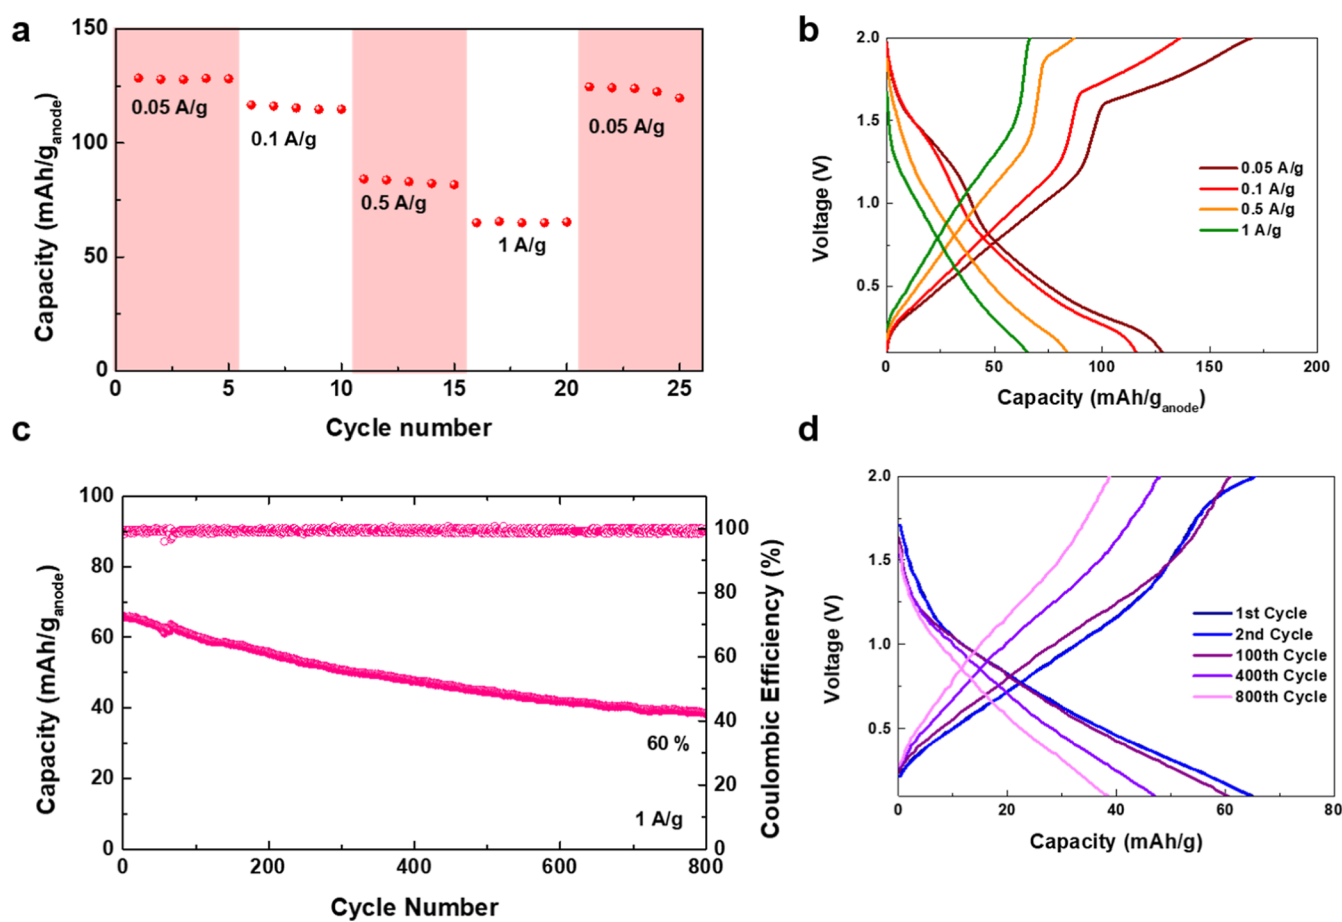 a
150
100
50
0
Capacity (mAh/g_anode)
0.05 A/g
0.1 A/g
0.5 A/g
1 A/g
0.05 A/g
0
5
10
15
20
25
Cycle number
b
2.0
1.5
1.0
0.5
Voltage (V)
0.05 A/g
0.1 A/g
0.5 A/g
1 A/g
0
50
100
150
200
Capacity (mAh/g_anode)
c
100
80
60
40
20
0
Capacity (mAh/g_anode)
60 %
1 A/g
100
80
60
40
20
0
Coulombic Efficiency (%)
0
200
400
600
800
Cycle Number
d
2.0
1.5
1.0
0.5
Voltage (V)
1st Cycle
2nd Cycle
100th Cycle
400th Cycle
800th Cycle
0
20
40
60
80
Capacity (mAh/g)